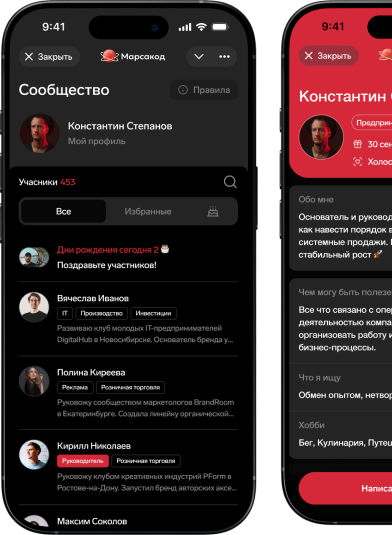 9:41
Закрыть
Марсакод
Сообщество
Правила
Константин Степанов
Мой профиль
Учасники 453
Все
Избранные
Дни рождения сегодня 2
Поздравьте участников!
Вячеслав Иванов
IT
Производство
Инвестиции
Развиваю клуб молодых IT-предпринимателей
DigitalHub в Новосибирске. Основатель бренда у...
Полина Киреева
Реклама
Розничная торговля
Руковожу сообществом маркетологов BrandRoom
в Екатеринбурге. Создала линейку органической...
Кирилл Николаев
Руководитель
Розничная торговля
Руковожу клубом креативных индустрий PForm в
Ростове-на-Дону. Запустил бренд авторских аксе...
Максим Соколов
9:41
Закрыть
Константин
Предприн
30 сен
Холос
Обо мне
Основатель и руковод
как навести порядок в
системные продажи.
стабильный рост
Чем могу быть полезе
Все что связано с опер
деятельностью компа
организовать работу и
бизнес-процессы.
Что я ищу
Обмен опытом, нетвор
Хобби
Бег, Кулинария, Путец
Написа